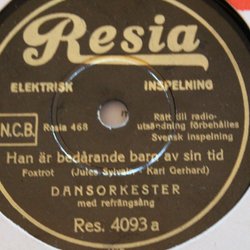 Resia
ELEKTRISK INSPELNING
N.C.B. Resia 468 Rätt till radio-
utsändning förbehålles
Svensk inspelning
Han är bedårande barn av sin tid
Foxtrot (Jules Sylvain - Karl Gerhard)
DANSORKESTER
med refrängsång
Res. 4093 a